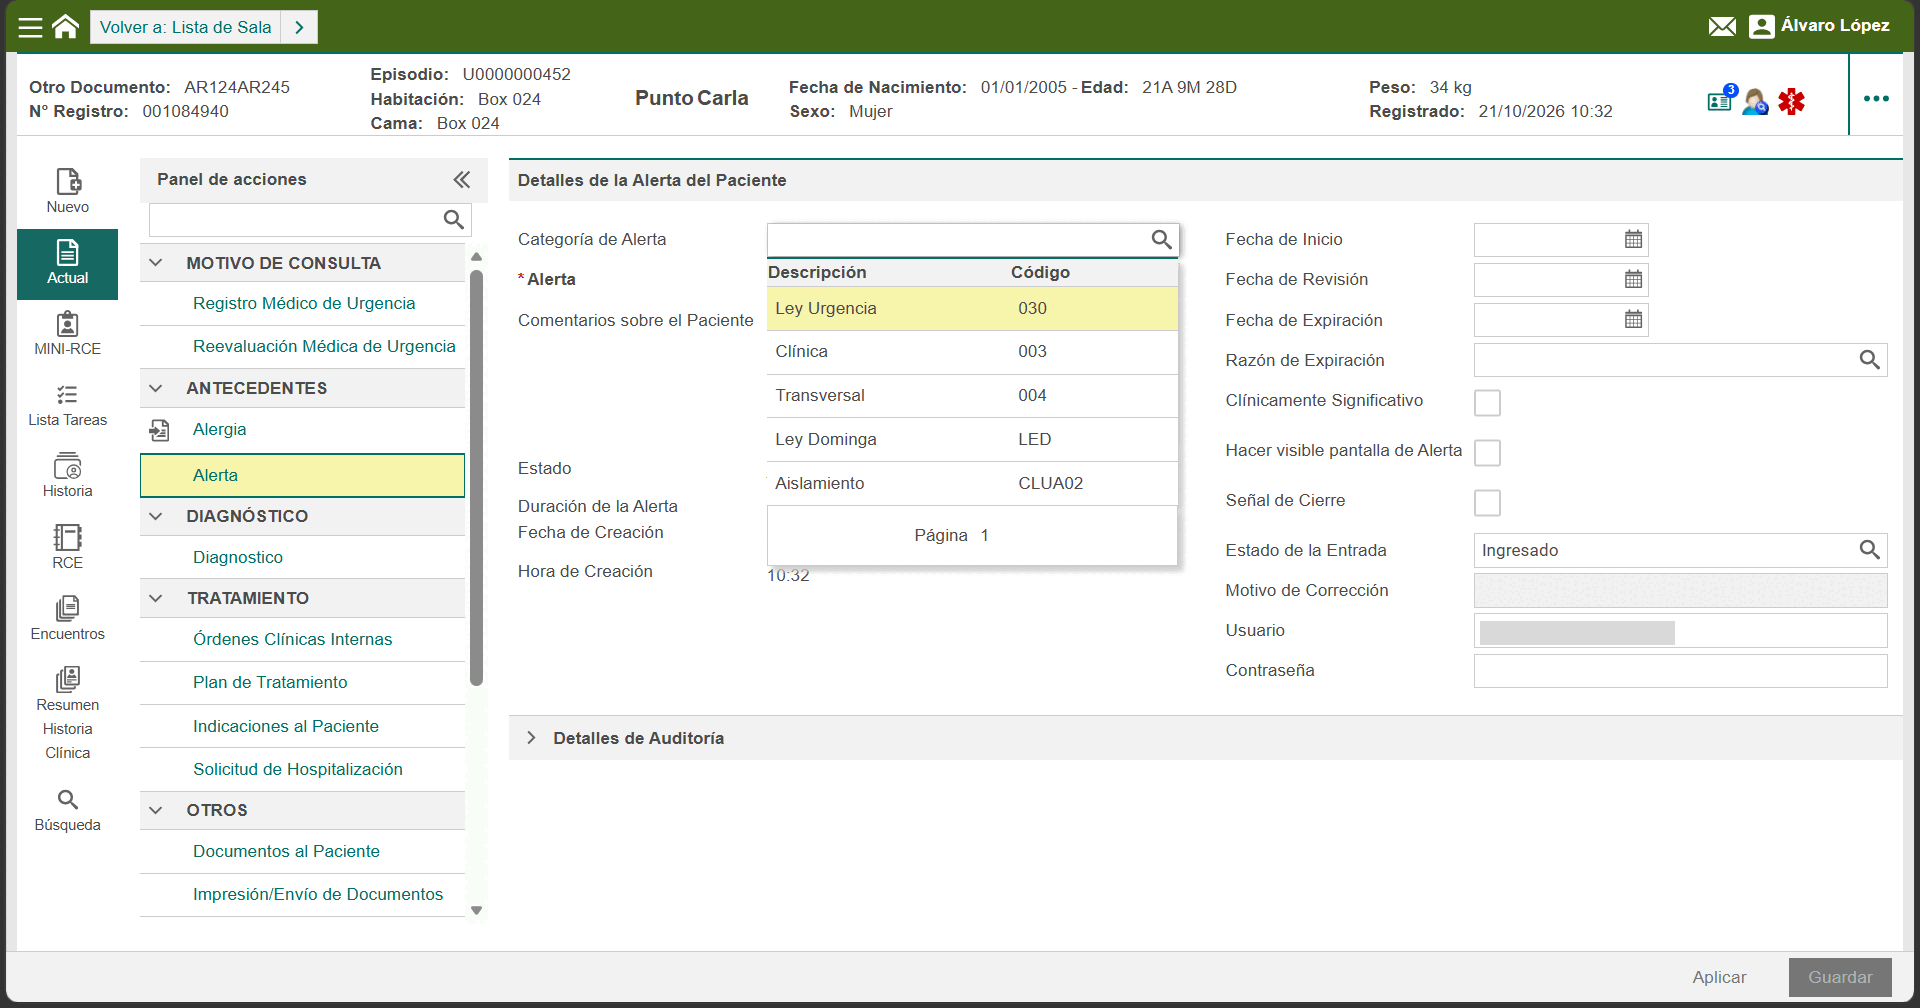 Volver a: Lista de Sala
Álvaro López
Otro Documento: AR124AR245
N° Registro: 001084940
Episodio: U0000000452
Habitación: Box 024
Cama: Box 024
Punto Carla
Fecha de Nacimiento: 01/01/2005 - Edad: 21A 9M 28D
Sexo: Mujer
Peso: 34 kg
Registrado: 21/10/2026 10:32
3
Nuevo
Actual
MINI-RCE
Lista Tareas
Historia
RCE
Encuentros
Resumen
Historia
Clínica
Búsqueda
Panel de acciones
MOTIVO DE CONSULTA
Registro Médico de Urgencia
Reevaluación Médica de Urgencia
ANTECEDENTES
Alergia
Alerta
DIAGNÓSTICO
Diagnostico
TRATAMIENTO
Órdenes Clínicas Internas
Plan de Tratamiento
Indicaciones al Paciente
Solicitud de Hospitalización
OTROS
Documentos al Paciente
Impresión/Envío de Documentos
Detalles de la Alerta del Paciente
Categoría de Alerta
* Alerta
Comentarios sobre el Paciente
Estado
Duración de la Alerta
Fecha de Creación
Hora de Creación
10:32
Descripción Código
Ley Urgencia 030
Clínica 003
Transversal 004
Ley Dominga LED
Aislamiento CLUA02
Página 1
Fecha de Inicio
Fecha de Revisión
Fecha de Expiración
Razón de Expiración
Clínicamente Significativo
Hacer visible pantalla de Alerta
Señal de Cierre
Estado de la Entrada Ingresado
Motivo de Corrección
Usuario
Contraseña
Detalles de Auditoría
Aplicar
Guardar